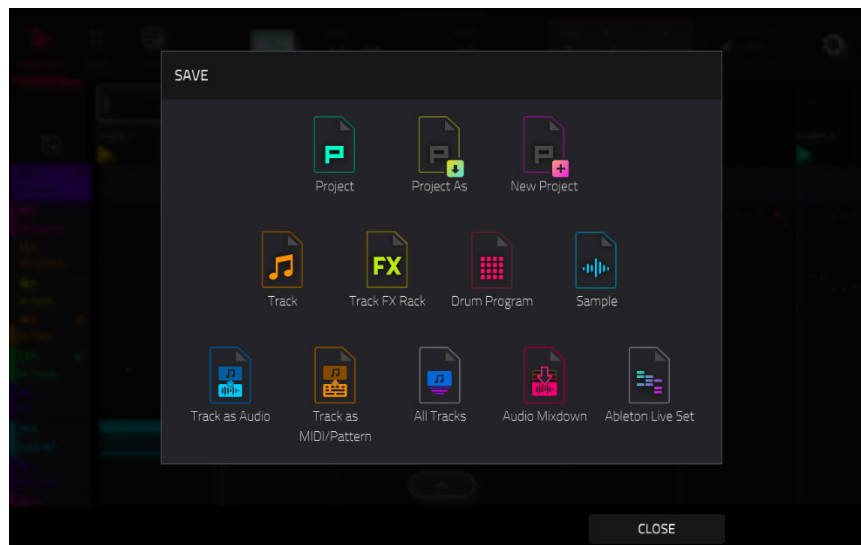 SAVE
Project Project As New Project
Track Track FX Rack Drum Program Sample
Track as Audio Track as All Tracks Audio Mixdown Ableton Live Set
MIDI/Pattern
CLOSE